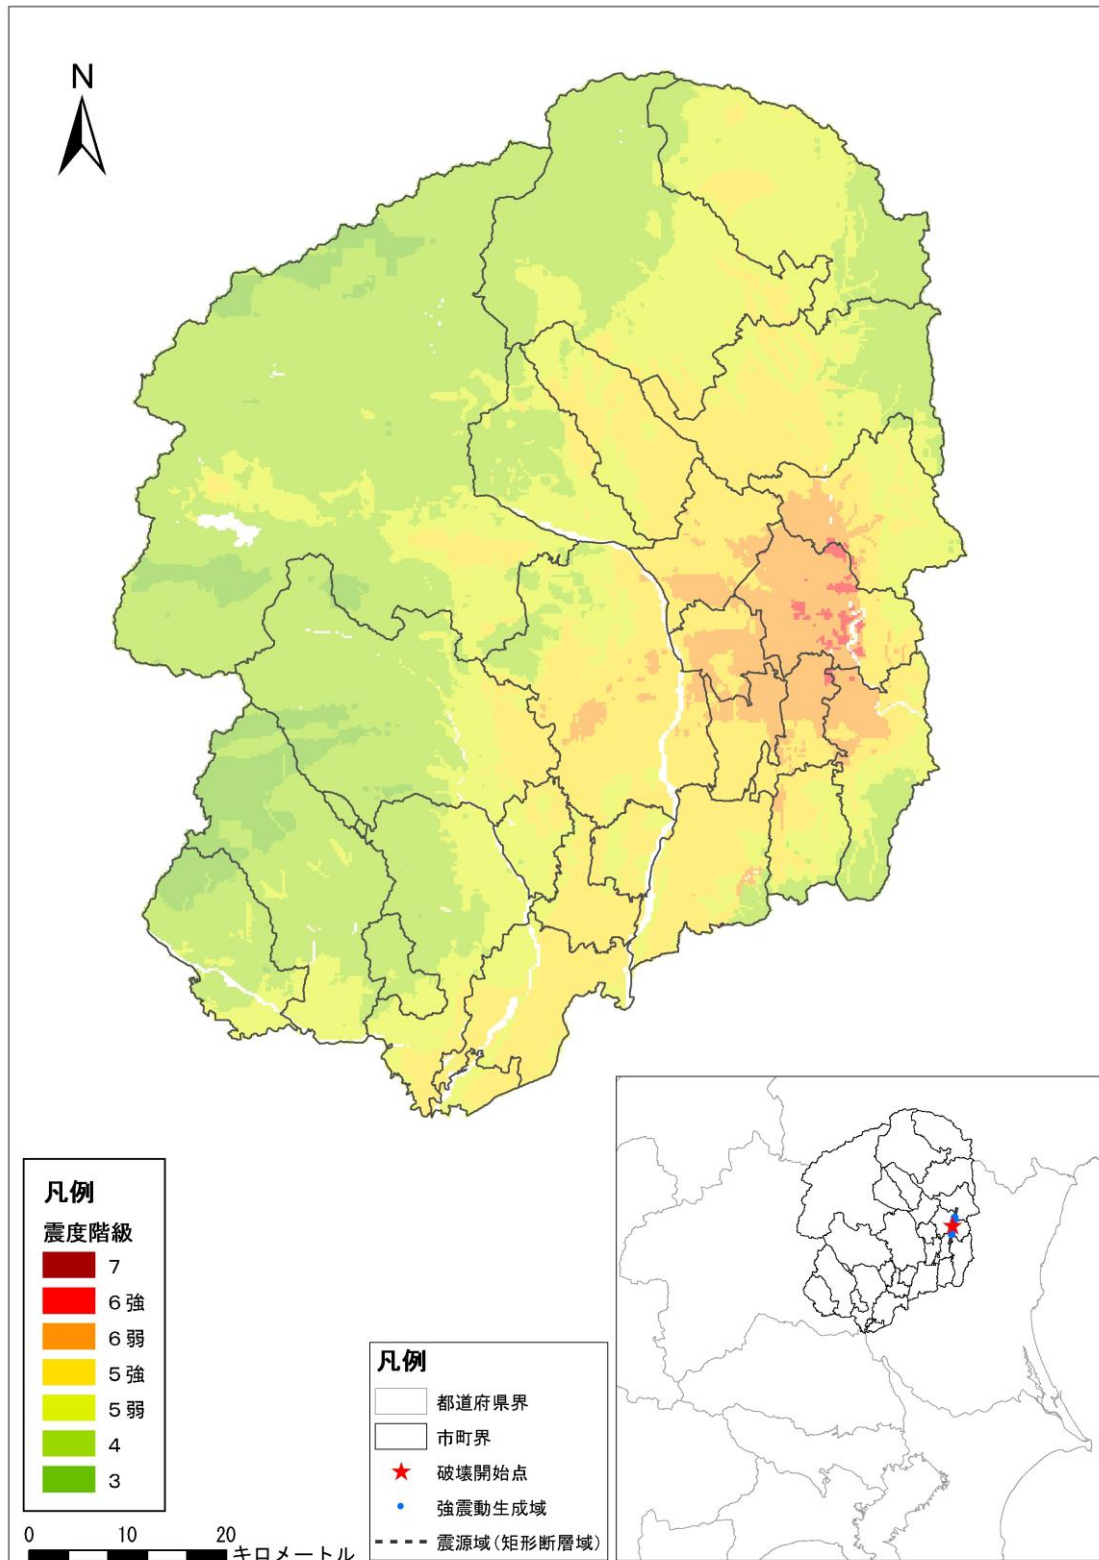 N
凡例
震度階級
7
6強
6弱
5強
5弱
4
3
0 10 20
キロメートル
凡例
都道府県界
市町界
破壊開始点
強震動生成域
震源域(矩形断層域)